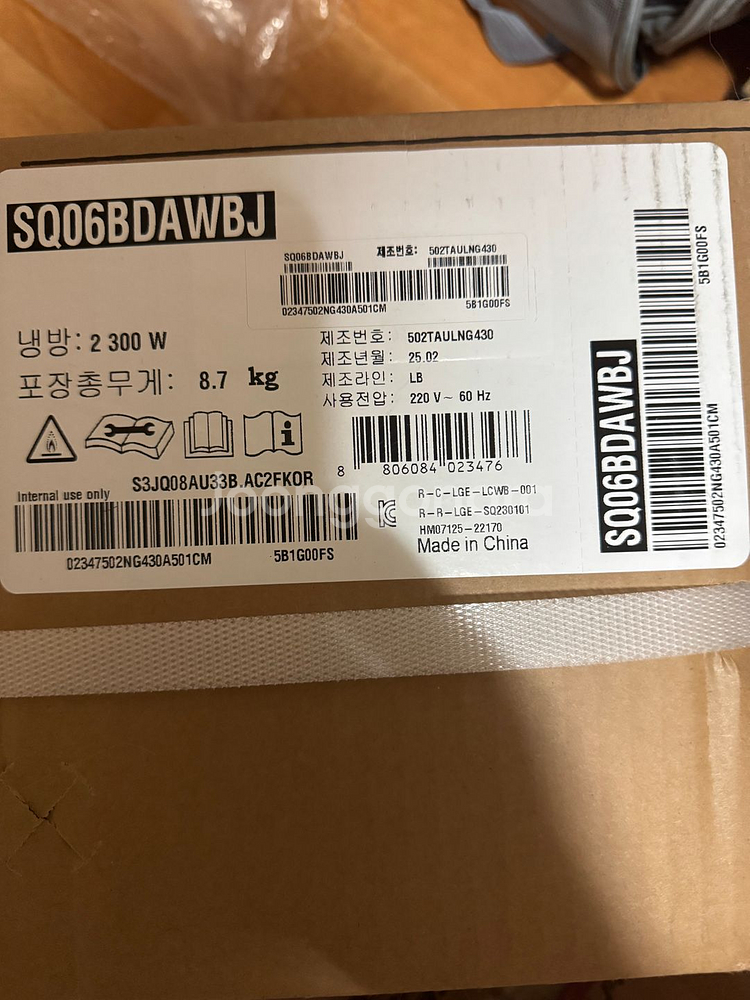 SQ06BDAWBJ
SQ06BDAWBJ 제조번호: 502TAULNG430
02347502NG430A501CM 5B1G00FS
냉방: 2 300 W
포장총무게: 8.7 kg
제조번호: 502TAULNG430
제조년월: 25.02
제조라인: LB
사용전압: 220 V~ 60 Hz
8 806084 023476
S3JQ08AU33B.AC2FKOR
Internal use only
02347502NG430A501CM 5B1G00FS
R-C-LGE-LCWB-001
R-R-LGE-SQ230101
HM07125-22170
Made in China
SQ06BDAWBJ
02347502NG430A501CM 5B1G00FS
Joonggonara